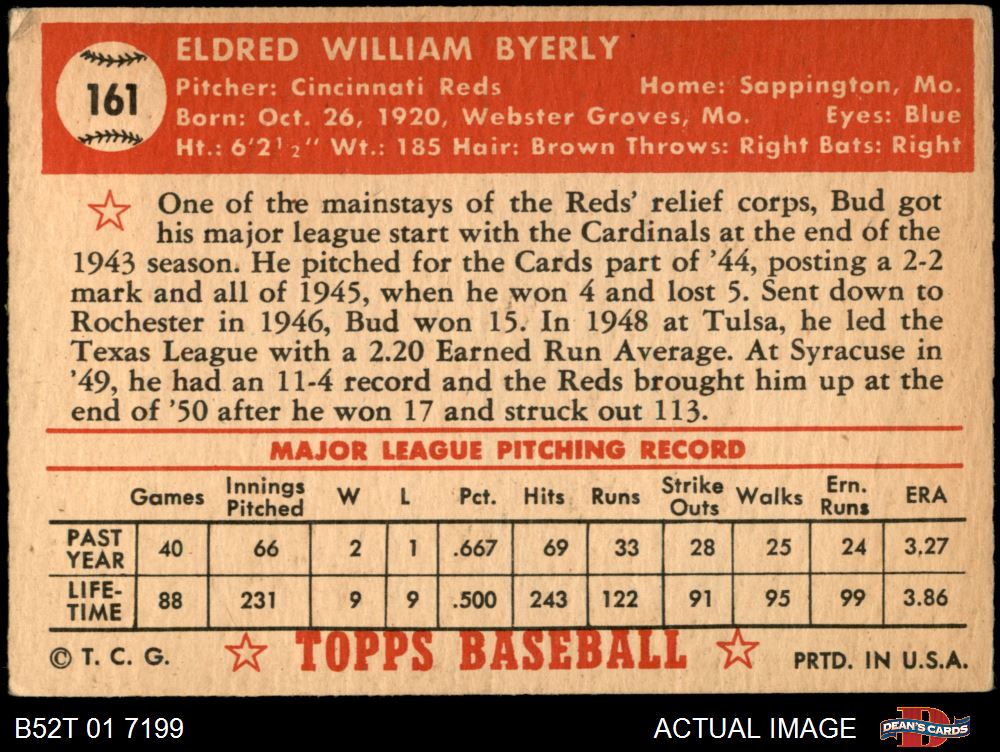 161
ELDRED WILLIAM BYERLY
Pitcher: Cincinnati Reds Home: Sappington, Mo.
Born: Oct. 26, 1920, Webster Groves, Mo. Eyes: Blue
Ht.: 6'2½" Wt.: 185 Hair: Brown Throws: Right Bats: Right
One of the mainstays of the Reds' relief corps, Bud got
his major league start with the Cardinals at the end of the
1943 season. He pitched for the Cards part of '44, posting a 2-2
mark and all of 1945, when he won 4 and lost 5. Sent down to
Rochester in 1946, Bud won 15. In 1948 at Tulsa, he led the
Texas League with a 2.20 Earned Run Average. At Syracuse in
'49, he had an 11-4 record and the Reds brought him up at the
end of '50 after he won 17 and struck out 113.
MAJOR LEAGUE PITCHING RECORD
Games Innings Pitched W L Pct. Hits Runs Strike Outs Walks Ern. Runs ERA
PAST YEAR 40 66 2 1 .667 69 33 28 25 24 3.27
LIFE-TIME 88 231 9 9 .500 243 122 91 95 99 3.86
© T. C. G. TOPPS BASEBALL PRTD. IN U.S.A.
B52T 01 7199 ACTUAL IMAGE DEAN'S CARDS